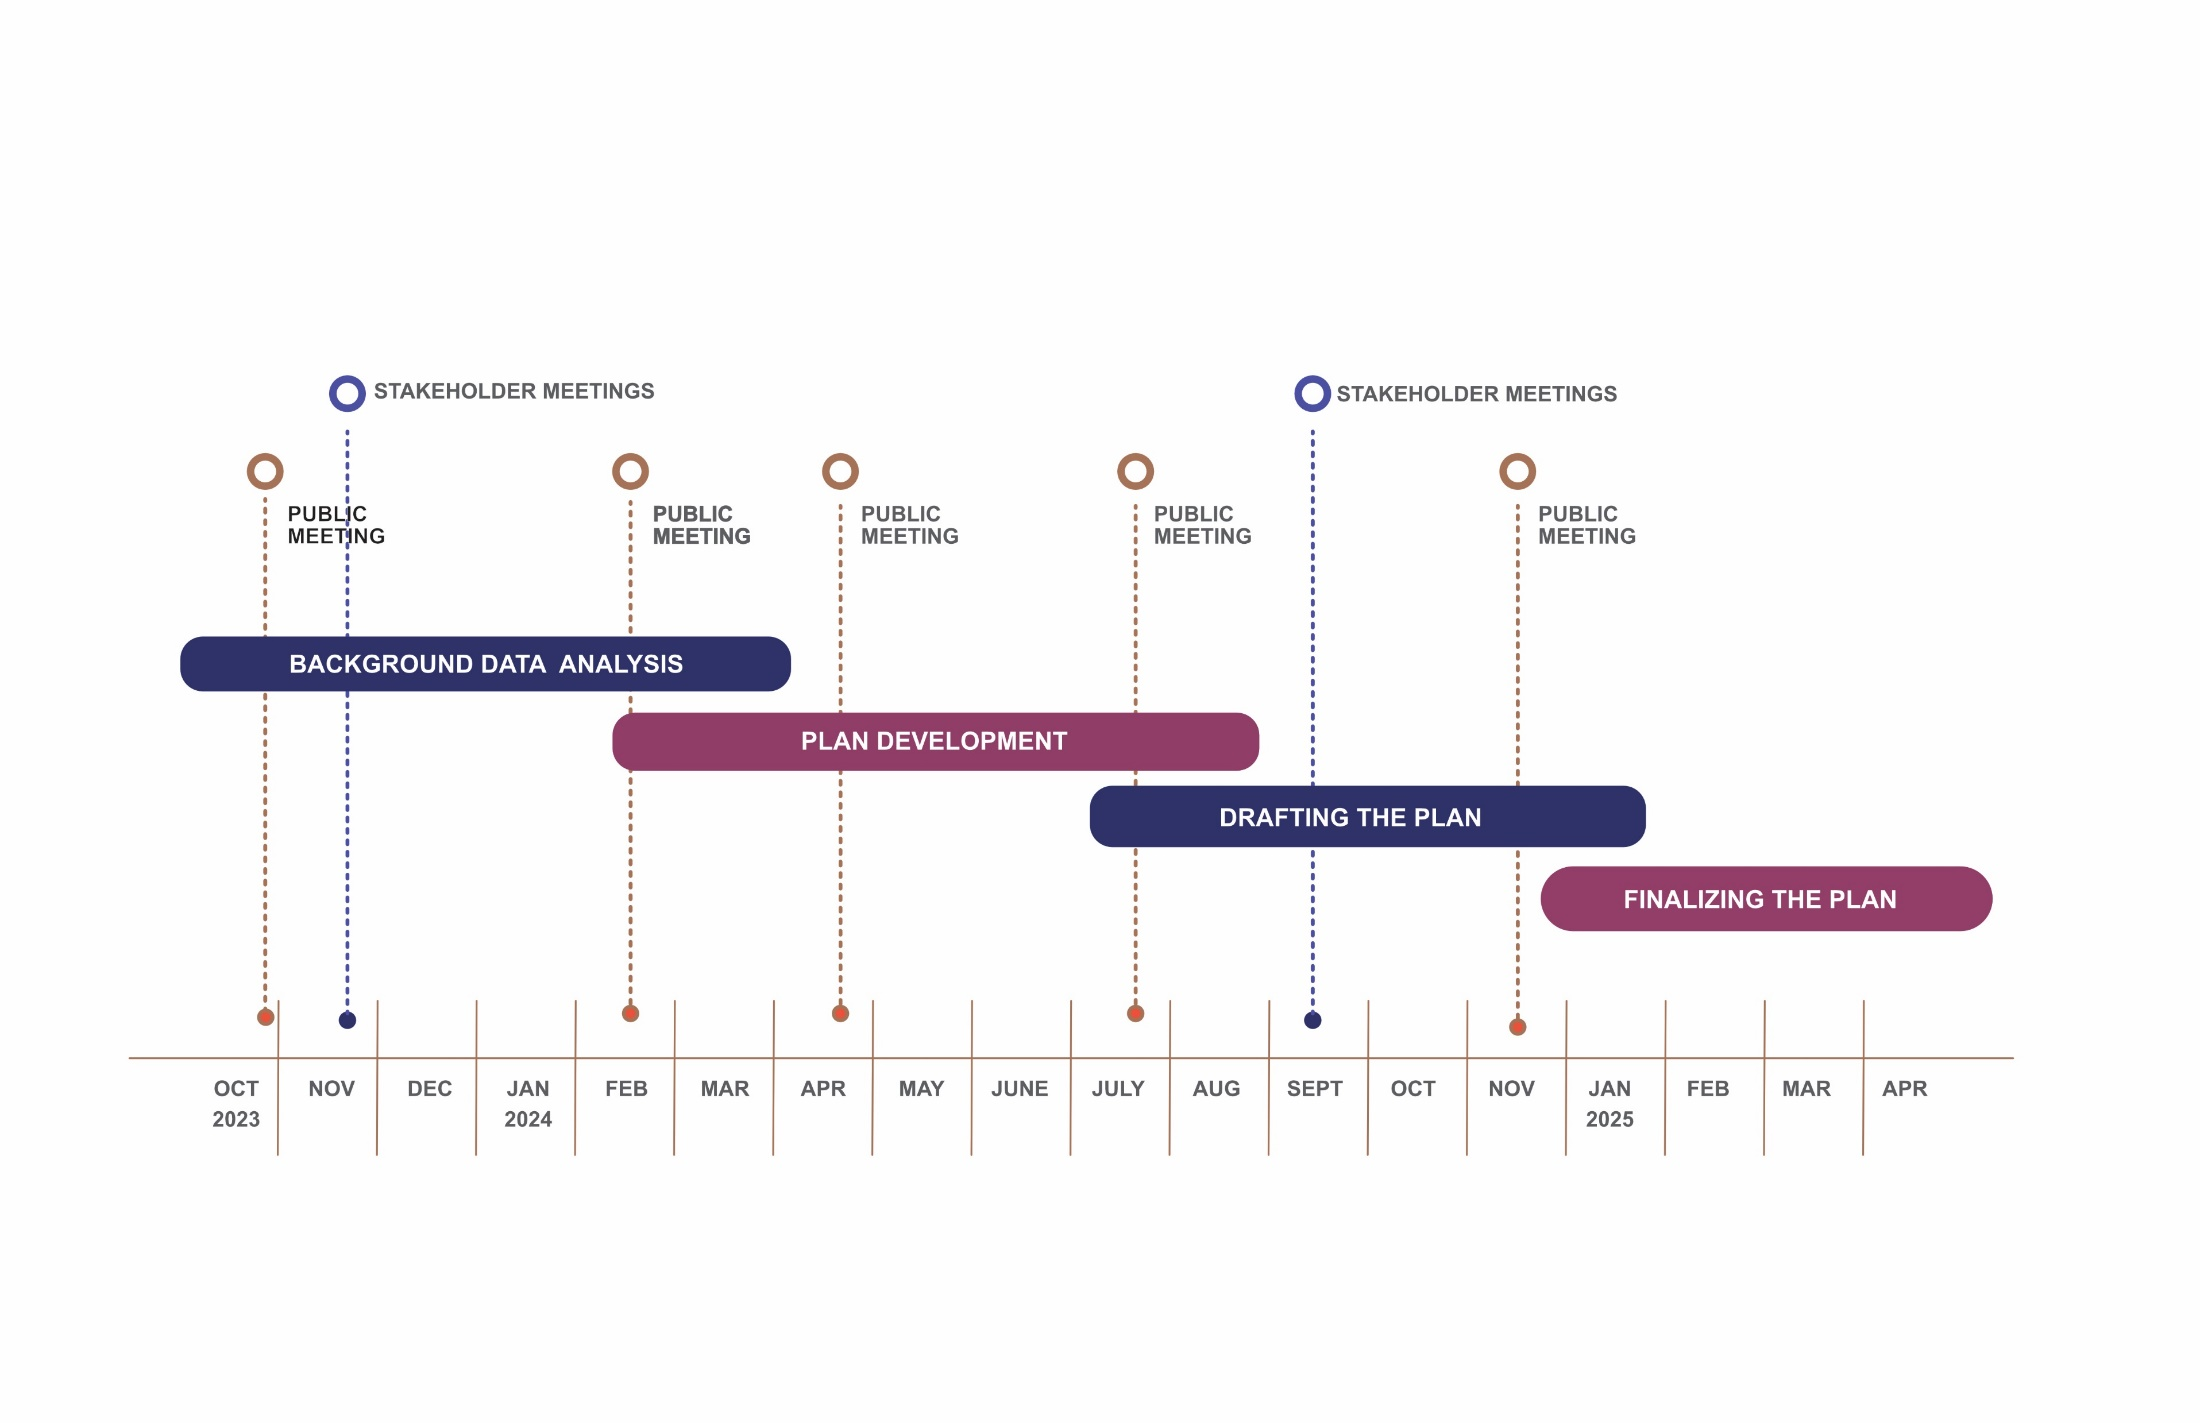 STAKEHOLDER MEETINGS
STAKEHOLDER MEETINGS
PUBLIC
MEETING
PUBLIC
MEETING
PUBLIC
MEETING
PUBLIC
MEETING
PUBLIC
MEETING
BACKGROUND DATA ANALYSIS
PLAN DEVELOPMENT
DRAFTING THE PLAN
FINALIZING THE PLAN
OCT
2023
NOV
DEC
JAN
2024
FEB
MAR
APR
MAY
JUNE
JULY
AUG
SEPT
OCT
NOV
JAN
2025
FEB
MAR
APR